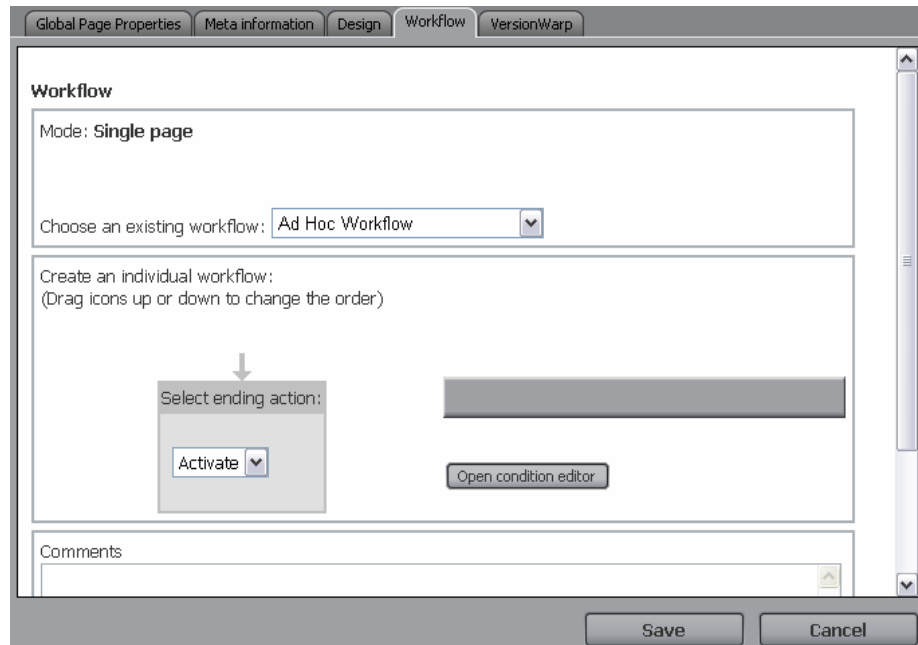 Global Page Properties Meta information Design Workflow VersionWarp
Workflow
Mode: Single page
Choose an existing workflow: Ad Hoc Workflow
Create an individual workflow:
(Drag icons up or down to change the order)
Select ending action:
Activate
Open condition editor
Comments
Save Cancel